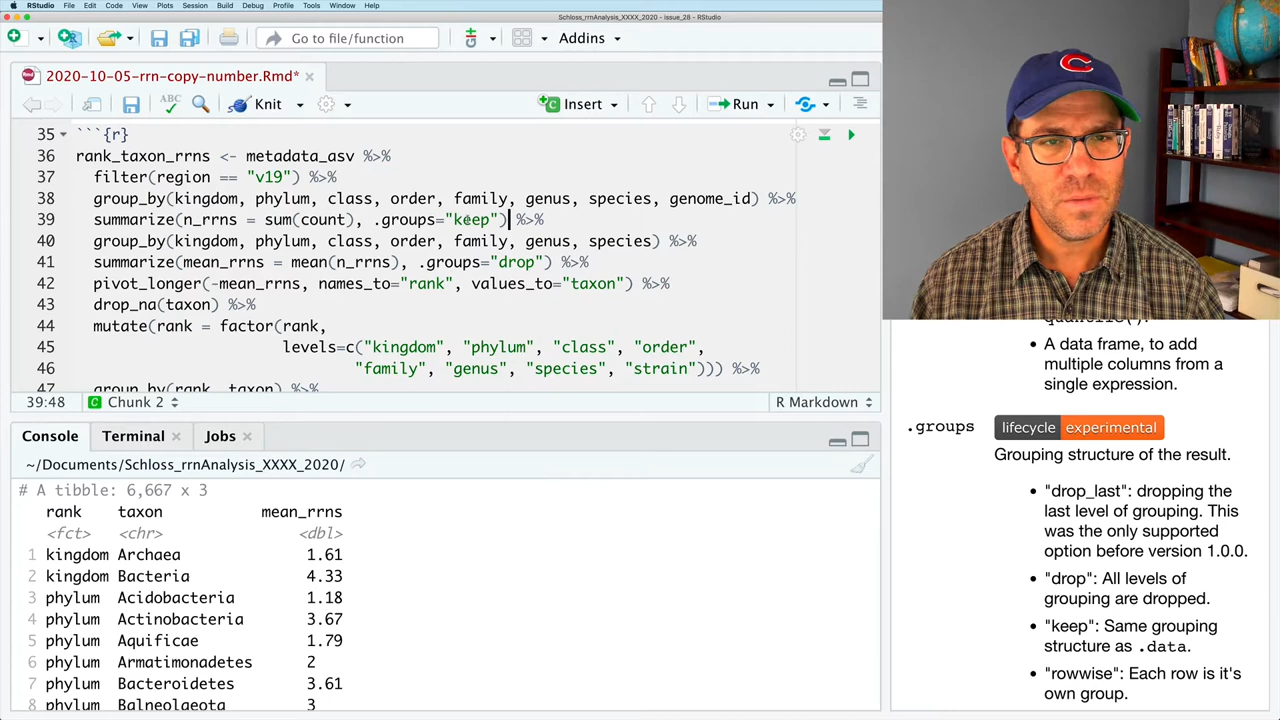 RStudio File Edit Code View Plots Session Build Debug Profile Tools Window Help
Schloss_rrnAnalysis_XXXX_2020 - issue_28 - RStudio
Go to file/function
Addins
2020-10-05-rrn-copy-number.Rmd*
ABC
Knit
Insert
Run
35 ```{r}
36 rank_taxon_rrns <- metadata_asv %>%
37 filter(region == "v19") %>%
38 group_by(kingdom, phylum, class, order, family, genus, species, genome_id) %>%
39 summarize(n_rrns = sum(count), .groups="keep") %>%
40 group_by(kingdom, phylum, class, order, family, genus, species) %>%
41 summarize(mean_rrns = mean(n_rrns), .groups="drop") %>%
42 pivot_longer(-mean_rrns, names_to="rank", values_to="taxon") %>%
43 drop_na(taxon) %>%
44 mutate(rank = factor(rank,
45 levels=c("kingdom", "phylum", "class", "order",
46 "family", "genus", "species", "strain"))) %>%
47 group_by(rank, taxon) %>%
39:48 Chunk 2 R Markdown
Console Terminal Jobs
~/Documents/Schloss_rrnAnalysis_XXXX_2020/
# A tibble: 6,667 x 3
rank taxon mean_rrns
<fct> <chr> <dbl>
1 kingdom Archaea 1.61
2 kingdom Bacteria 4.33
3 phylum Acidobacteria 1.18
4 phylum Actinobacteria 3.67
5 phylum Aquificae 1.79
6 phylum Armatimonadetes 2
7 phylum Bacteroidetes 3.61
8 phylum Balneolaeota 3
C
quantile().
• A data frame, to add
multiple columns from a
single expression.
.groups lifecycle experimental
Grouping structure of the result.
• "drop_last": dropping the
last level of grouping. This
was the only supported
option before version 1.0.0.
• "drop": All levels of
grouping are dropped.
• "keep": Same grouping
structure as .data.
• "rowwise": Each row is it's
own group.